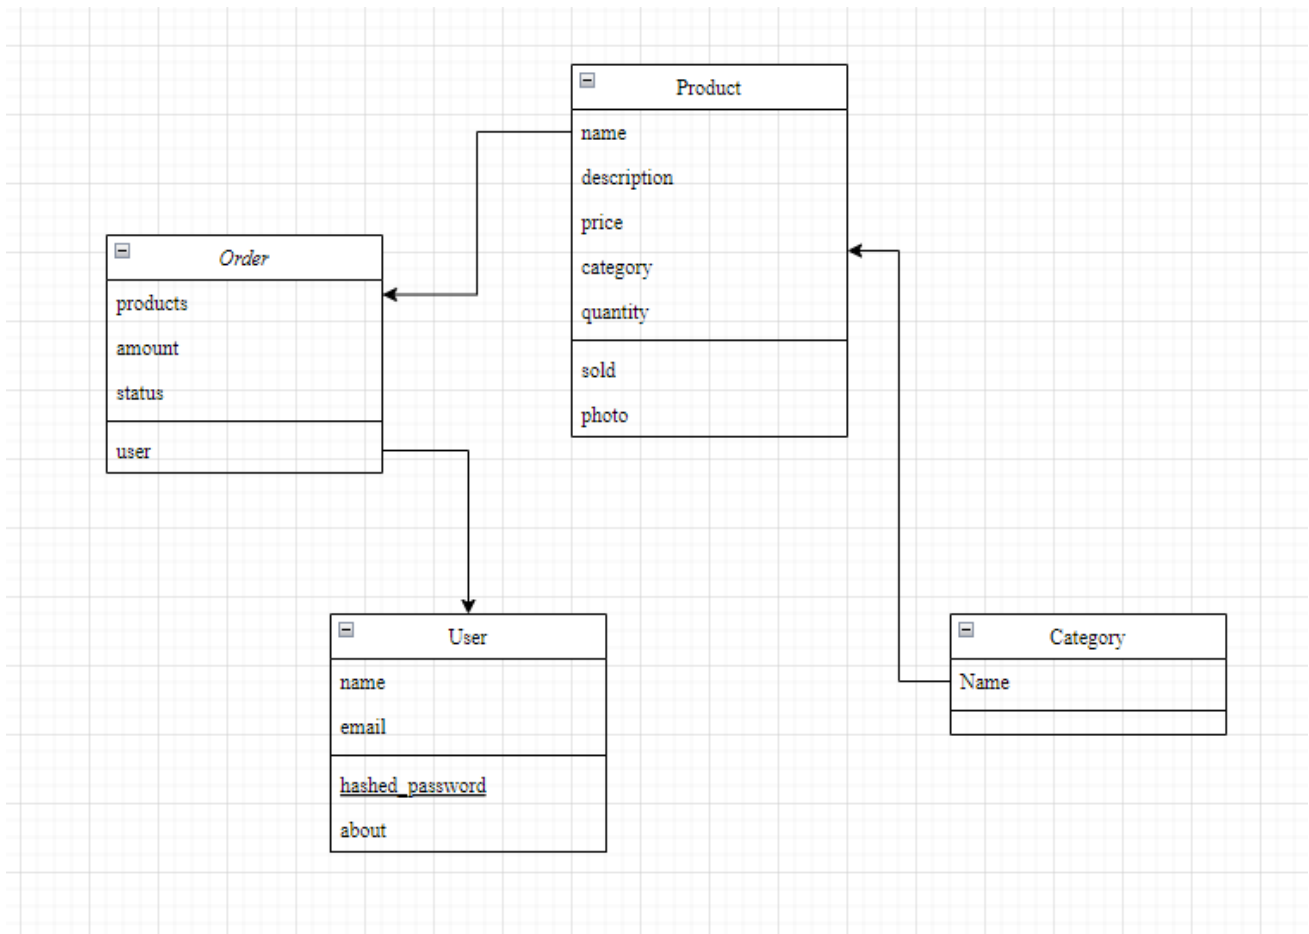 Product
name
description
price
category
quantity
sold
photo
Order
products
amount
status
user
User
name
email
hashed_password
about
Category
Name